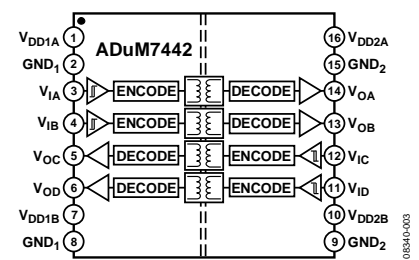 ADuM7442
VDD1A 1 16 VDD2A
GND1 2 15 GND2
VIA 3 ENCODE DECODE 14 VOA
VIB 4 ENCODE DECODE 13 VOB
VOC 5 DECODE ENCODE 12 VIC
VOD 6 DECODE ENCODE 11 VID
VDD1B 7 10 VDD2B
GND1 8 9 GND2
08340-003